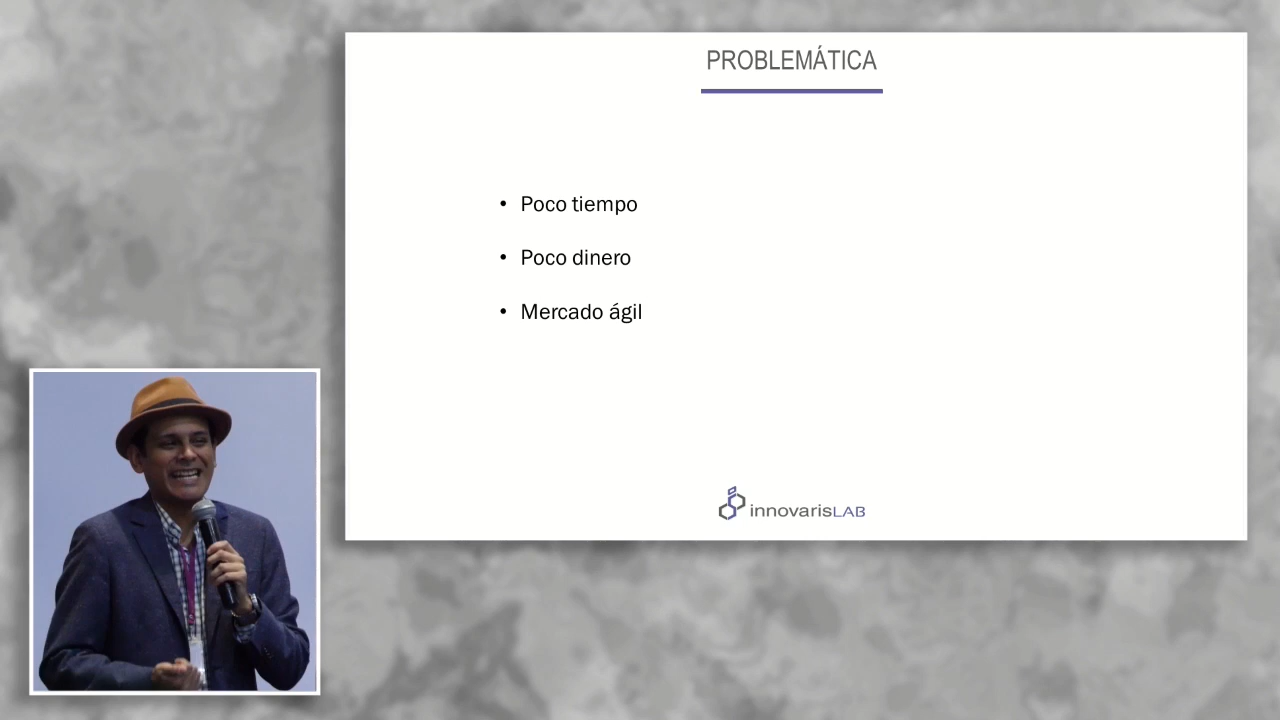 PROBLEMÁTICA
• Poco tiempo
• Poco dinero
• Mercado ágil
innovarisLAB